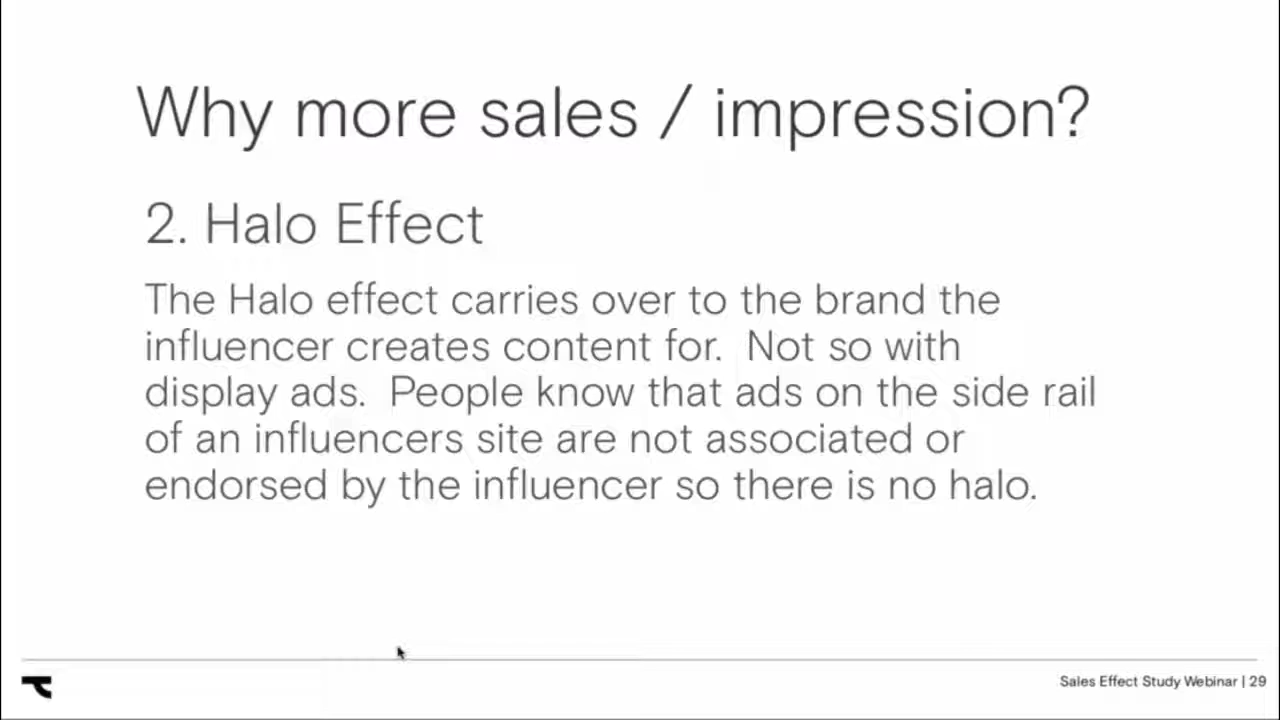 Why more sales / impression?
2. Halo Effect
The Halo effect carries over to the brand the
influencer creates content for.  Not so with
display ads.  People know that ads on the side rail
of an influencers site are not associated or
endorsed by the influencer so there is no halo.
Sales Effect Study Webinar | 29